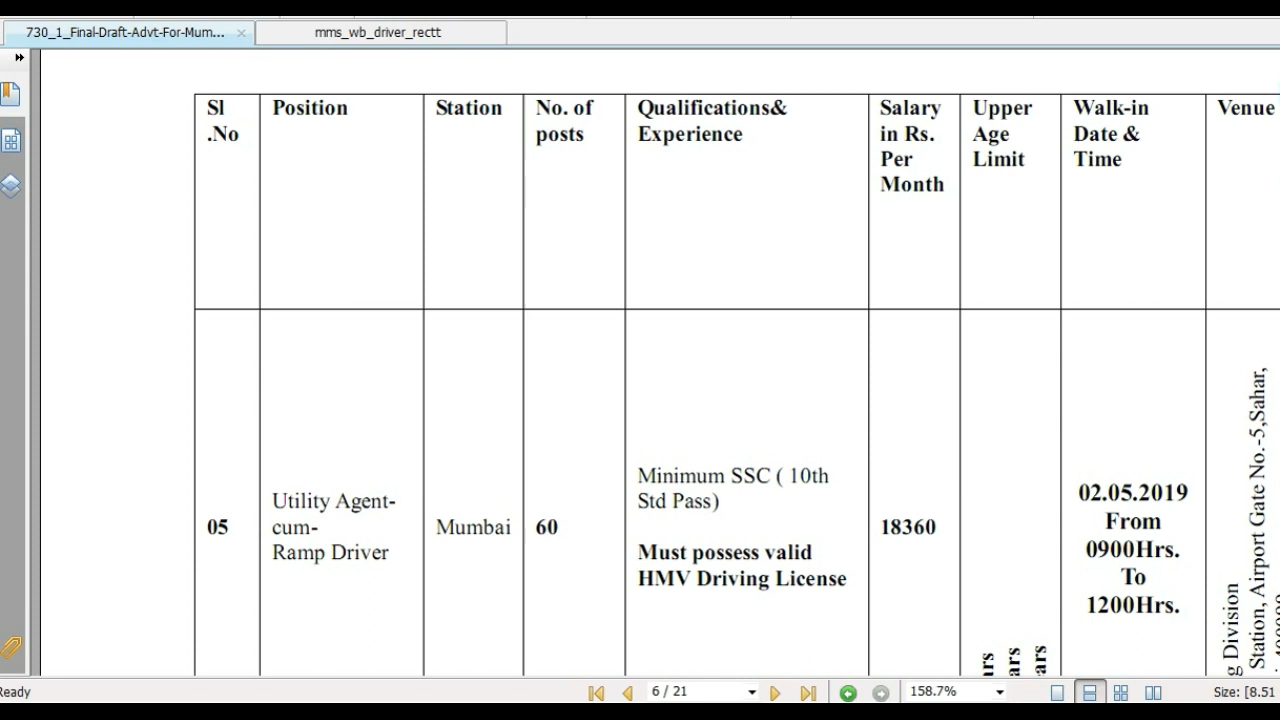 730_1_Final-Draft-Advt-For-Mum...
mms_wb_driver_rectt
Sl
.No
Position
Station
No. of
posts
Qualifications&
Experience
Salary
in Rs.
Per
Month
Upper
Age
Limit
Walk-in
Date &
Time
Venue
05
Utility Agent-
cum-
Ramp Driver
Mumbai
60
Minimum SSC ( 10th
Std Pass)
Must possess valid
HMV Driving License
18360
02.05.2019
From
0900Hrs.
To
1200Hrs.
Division
Station, Airport Gate No.-5,Sahar,
Ready
6 / 21
158.7%
Size: [8.51